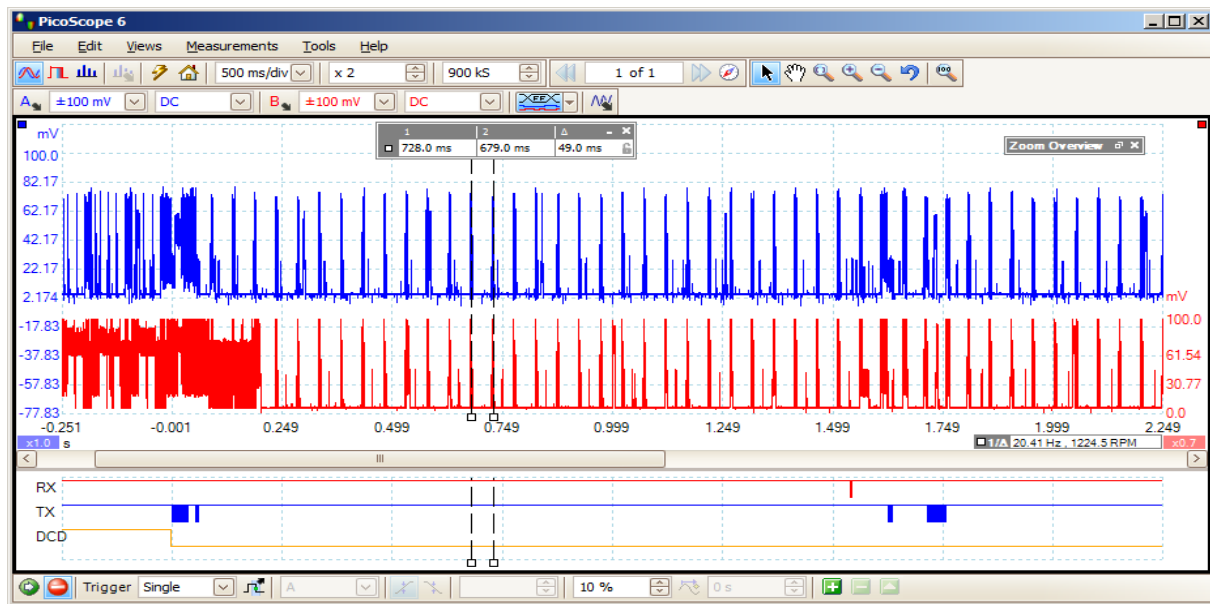 PicoScope 6
File Edit Views Measurements Tools Help
500 ms/div x 2 900 kS 1 of 1
A ±100 mV DC B ±100 mV DC
1 2 Δ
728.0 ms 679.0 ms 49.0 ms
Zoom Overview
mV
100.0
82.17
62.17
42.17
22.17
2.174
-17.83
-37.83
-57.83
-77.83
mV
100.0
61.54
30.77
0.0
-0.251 -0.001 0.249 0.499 0.749 0.999 1.249 1.499 1.749 1.999 2.249
x1.0 s 1/Δ 20.41 Hz , 1224.5 RPM x0.7
RX
TX
DCD
Trigger Single A 10 % 0 s